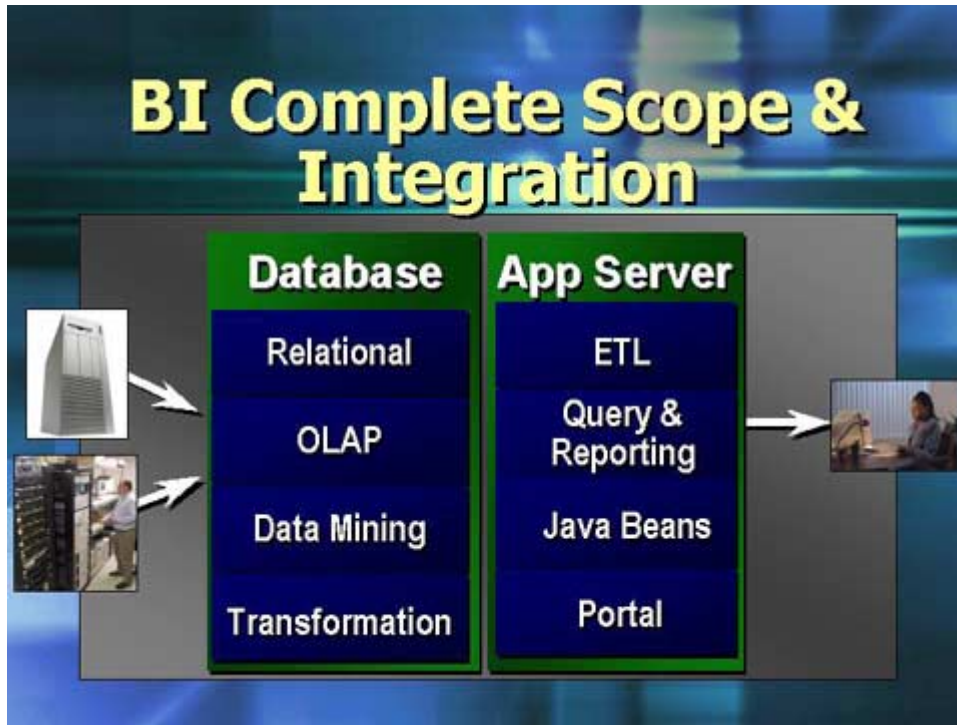 BI Complete Scope &
Integration
Database
Relational
OLAP
Data Mining
Transformation
App Server
ETL
Query &
Reporting
Java Beans
Portal